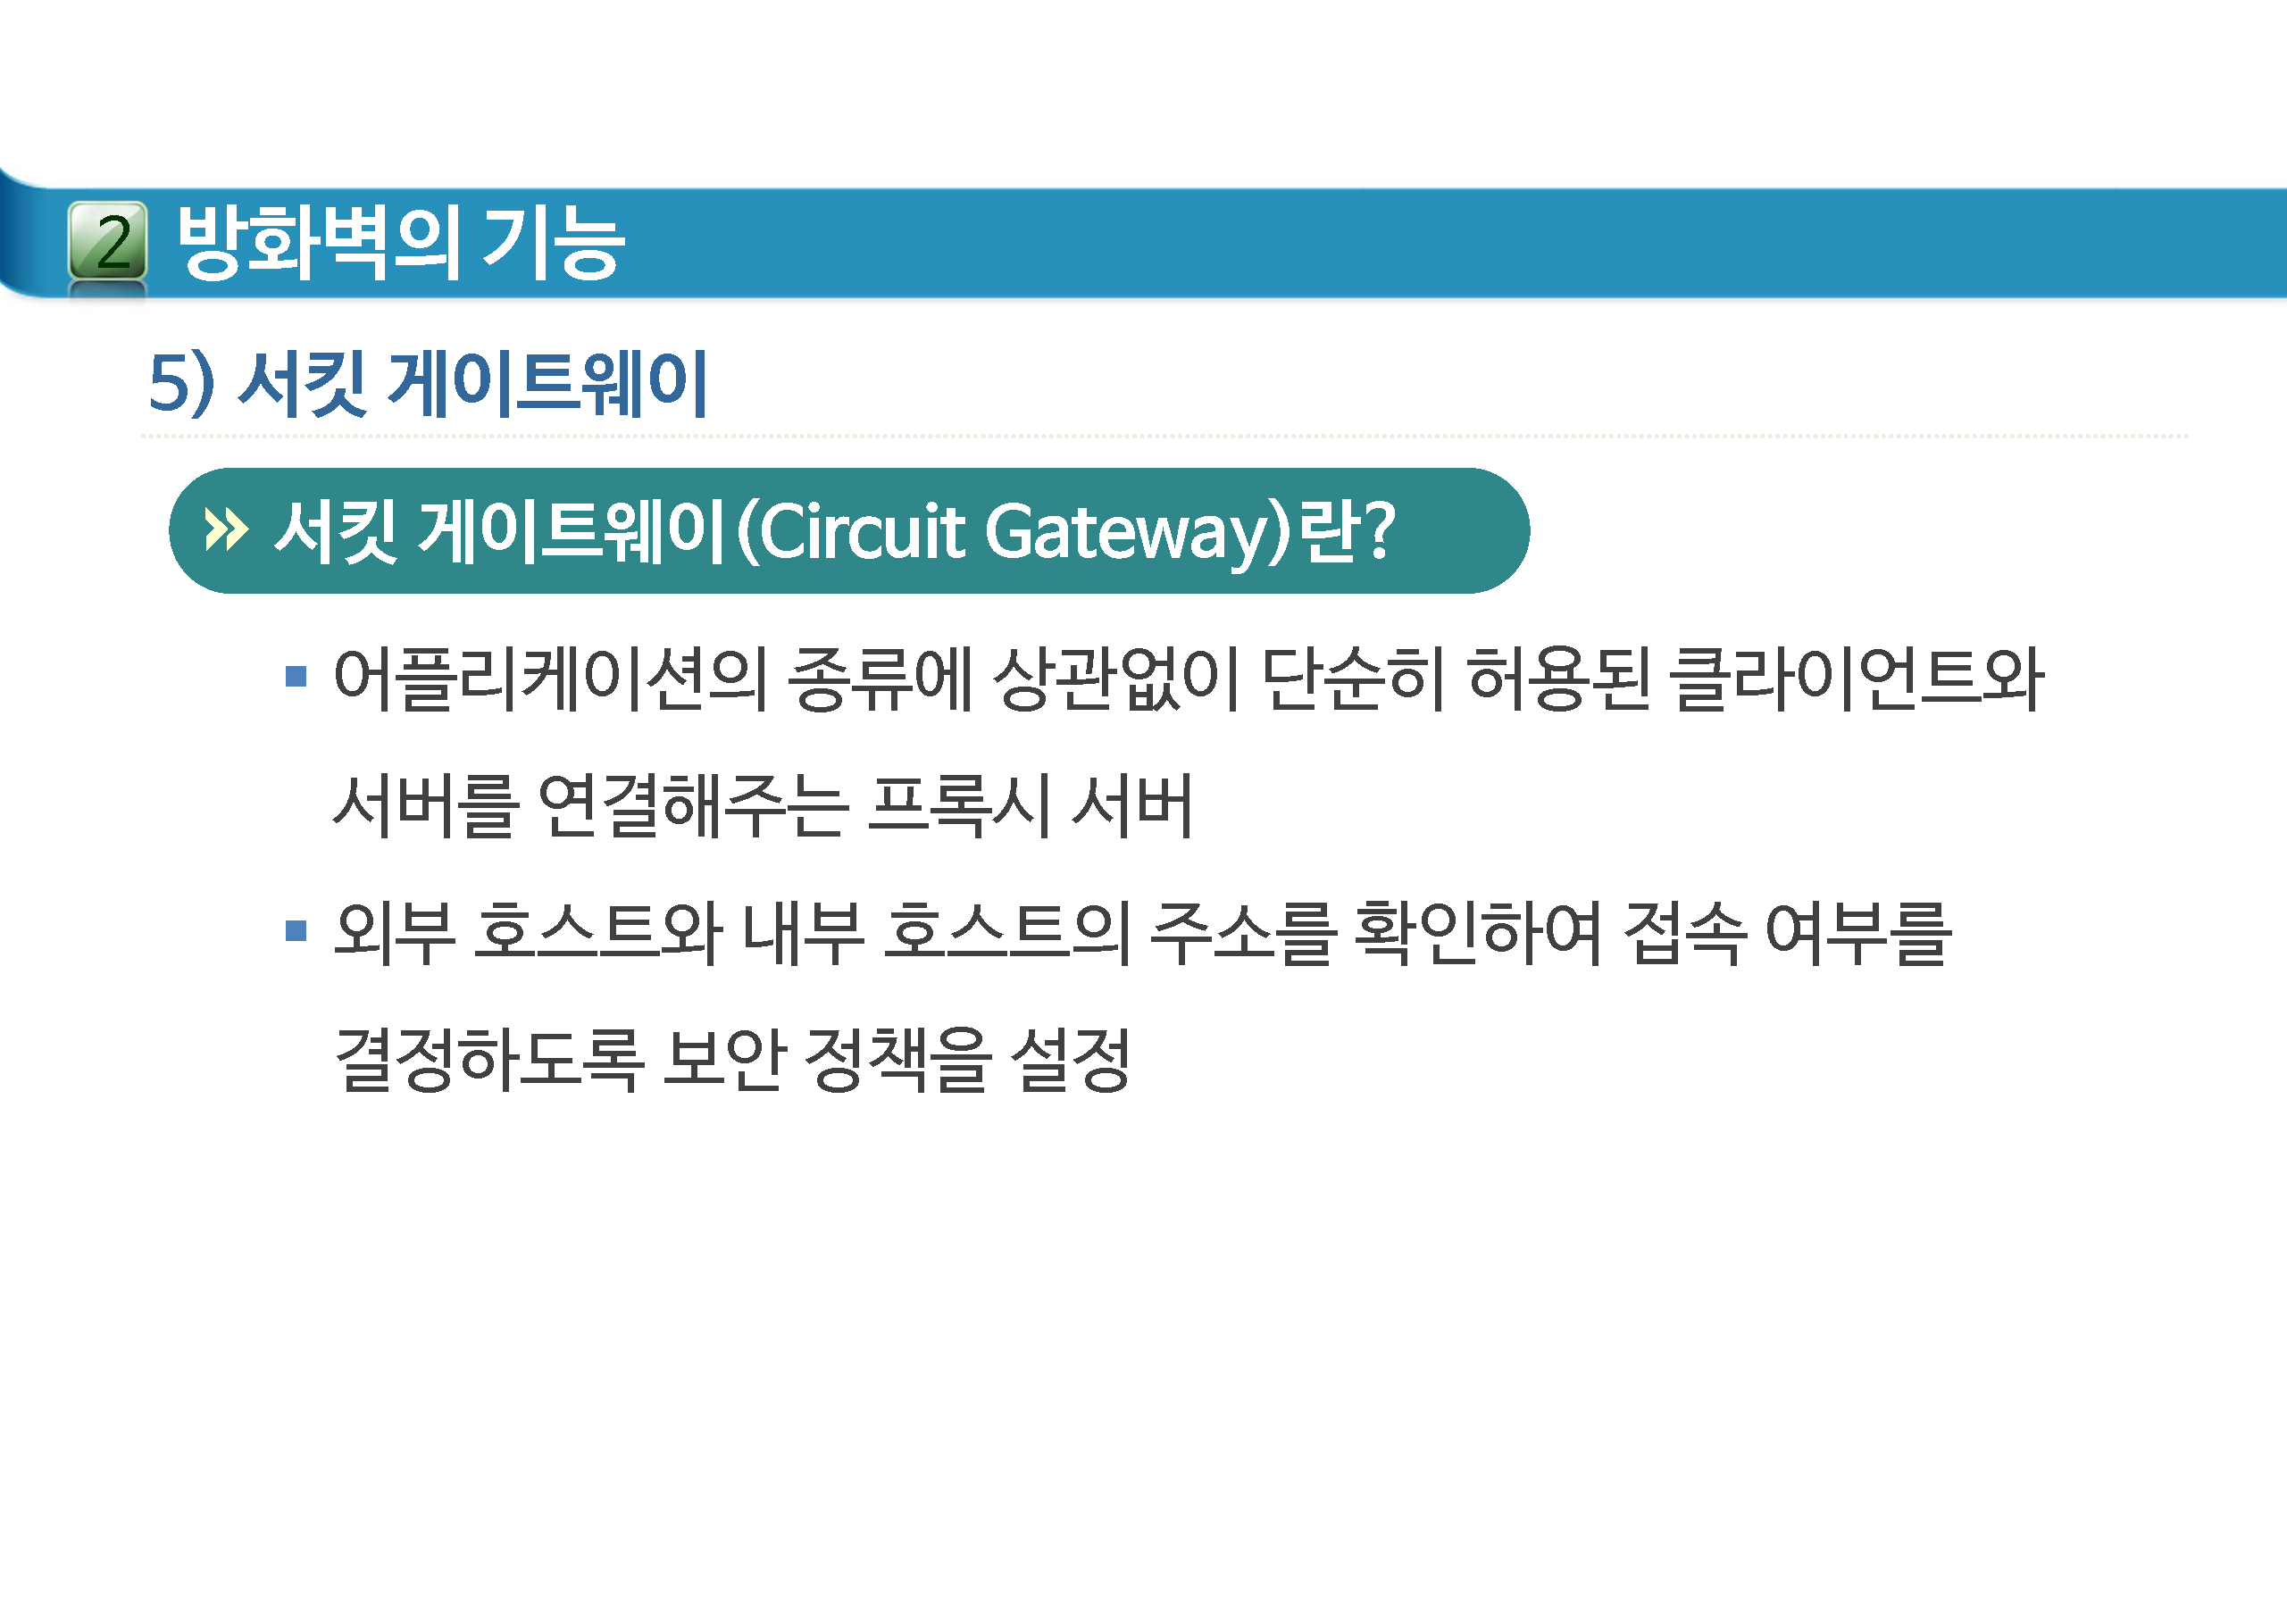 2 방화벽의 기능
5) 서킷 게이트웨이
서킷 게이트웨이(Circuit Gateway)란?
어플리케이션의 종류에 상관없이 단순히 허용된 클라이언트와
서버를 연결해주는 프록시 서버
외부 호스트와 내부 호스트의 주소를 확인하여 접속 여부를
결정하도록 보안 정책을 설정